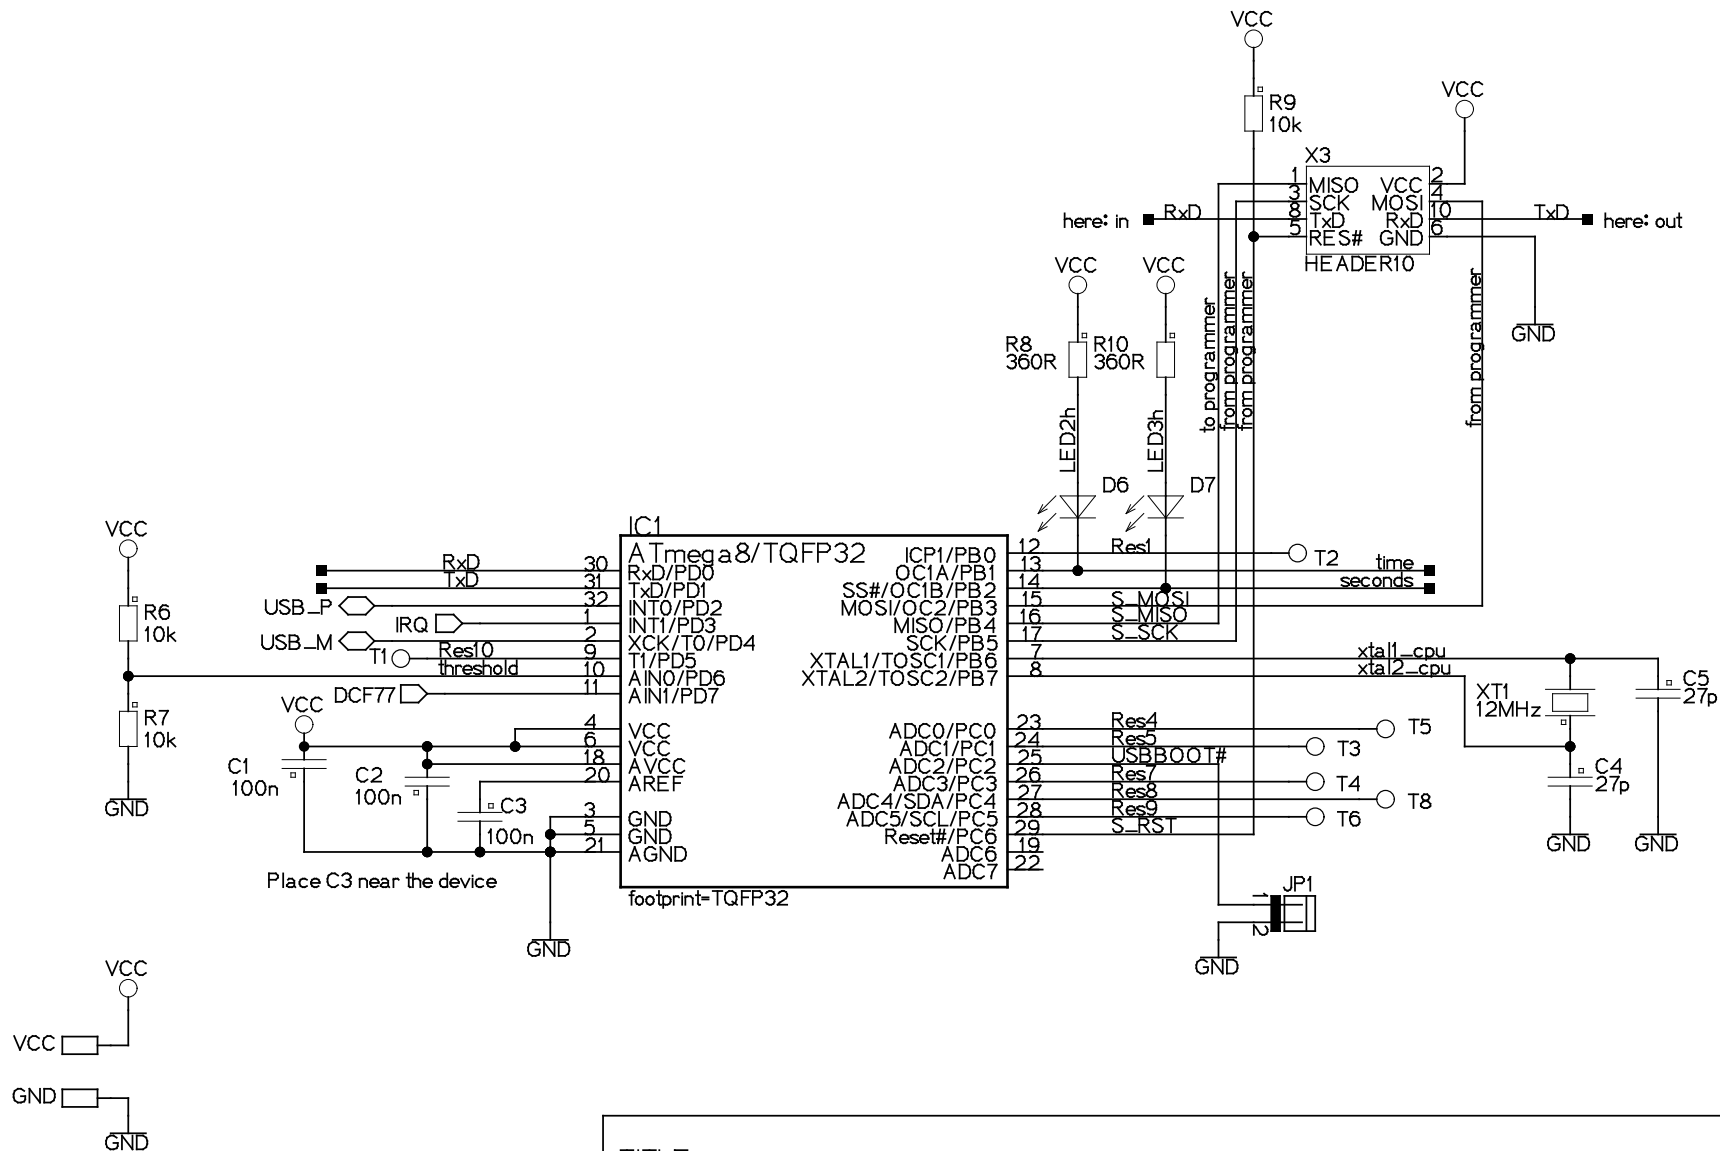 VCC
R9
10k
VCC
X3
1 MISO VCC 2
3 SCK MOSI 4
here: in RxD 8 TxD RxD 10 TxD here: out
5 RES# GND 6
HEADER10
VCC VCC
GND
to programmer
from programmer
from programmer
from programmer
R8
360R
R10
360R
LED2h
LED3h
D6 D7
IC1
ATmega8/TQFP32
VCC
R6
10k
R7
10k
GND
RxD 30 RxD/PD0
TxD 31 TxD/PD1
USB_P 32 INT0/PD2
IRQ 1 INT1/PD3
USB_M 2 XCK/T0/PD4
T1 Res10 9 T1/PD5
threshold 10 AIN0/PD6
DCF77 11 AIN1/PD7
VCC
4 VCC
6 VCC
18 AVCC
20 AREF
3 GND
5 GND
21 AGND
C1
100n
C2
100n
C3
100n
Place C3 near the device
GND
ICP1/PB0 12 Res1 T2
OC1A/PB1 13 time
SS#/OC1B/PB2 14 seconds
MOSI/OC2/PB3 15 S_MOSI
MISO/PB4 16 S_MISO
SCK/PB5 17 S_SCK
XTAL1/TOSC1/PB6 7 xtal1_cpu
XTAL2/TOSC2/PB7 8 xtal2_cpu
ADC0/PC0 23 Res4 T5
ADC1/PC1 24 Res5 T3
ADC2/PC2 25 USBBOOT#
ADC3/PC3 26 Res7 T4
ADC4/SDA/PC4 27 Res8 T8
ADC5/SCL/PC5 28 Res9 T6
Reset#/PC6 29 S_RST
ADC6 19
ADC7 22
footprint=TQFP32
XT1
12MHz
C5
27p
C4
27p
GND GND
JP1
1
2
GND
VCC
VCC
GND
GND
TITLE